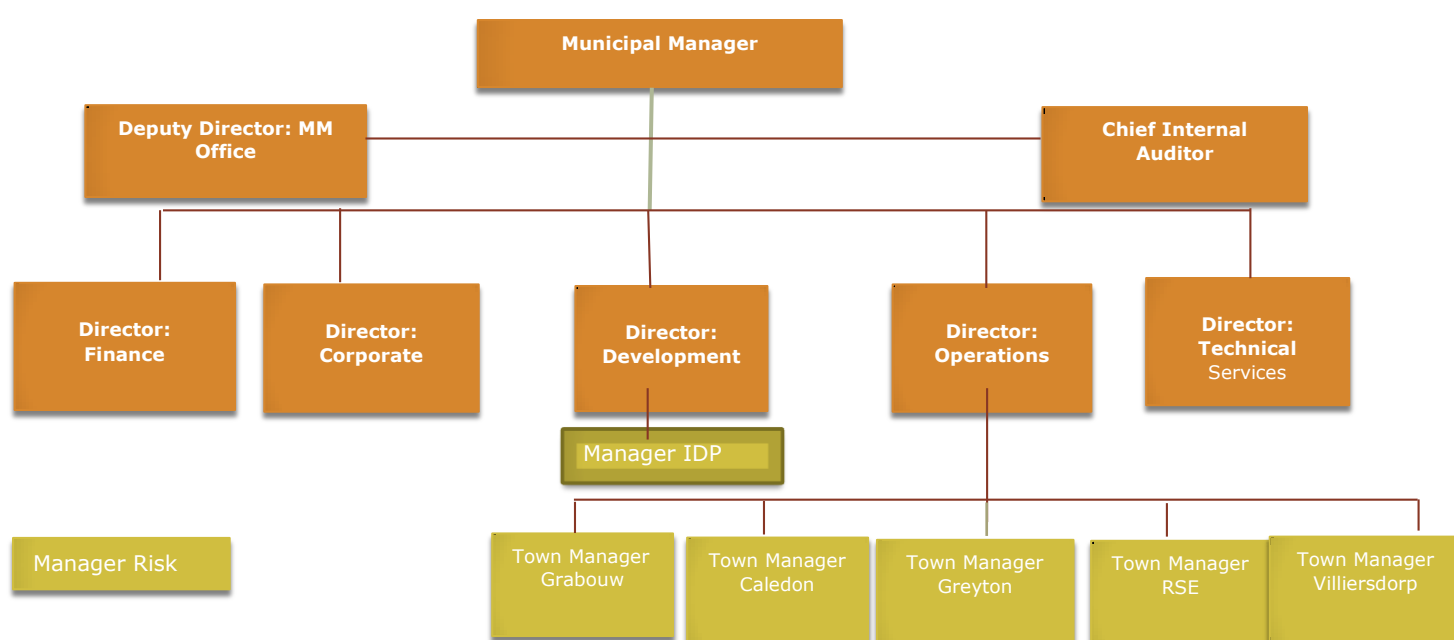 Municipal Manager
Deputy Director: MM
Office
Chief Internal
Auditor
Director:
Finance
Director:
Corporate
Director:
Development
Director:
Operations
Director:
Technical
Services
Manager IDP
Manager Risk
Town Manager
Grabouw
Town Manager
Caledon
Town Manager
Greyton
Town Manager
RSE
Town Manager
Villiersdorp